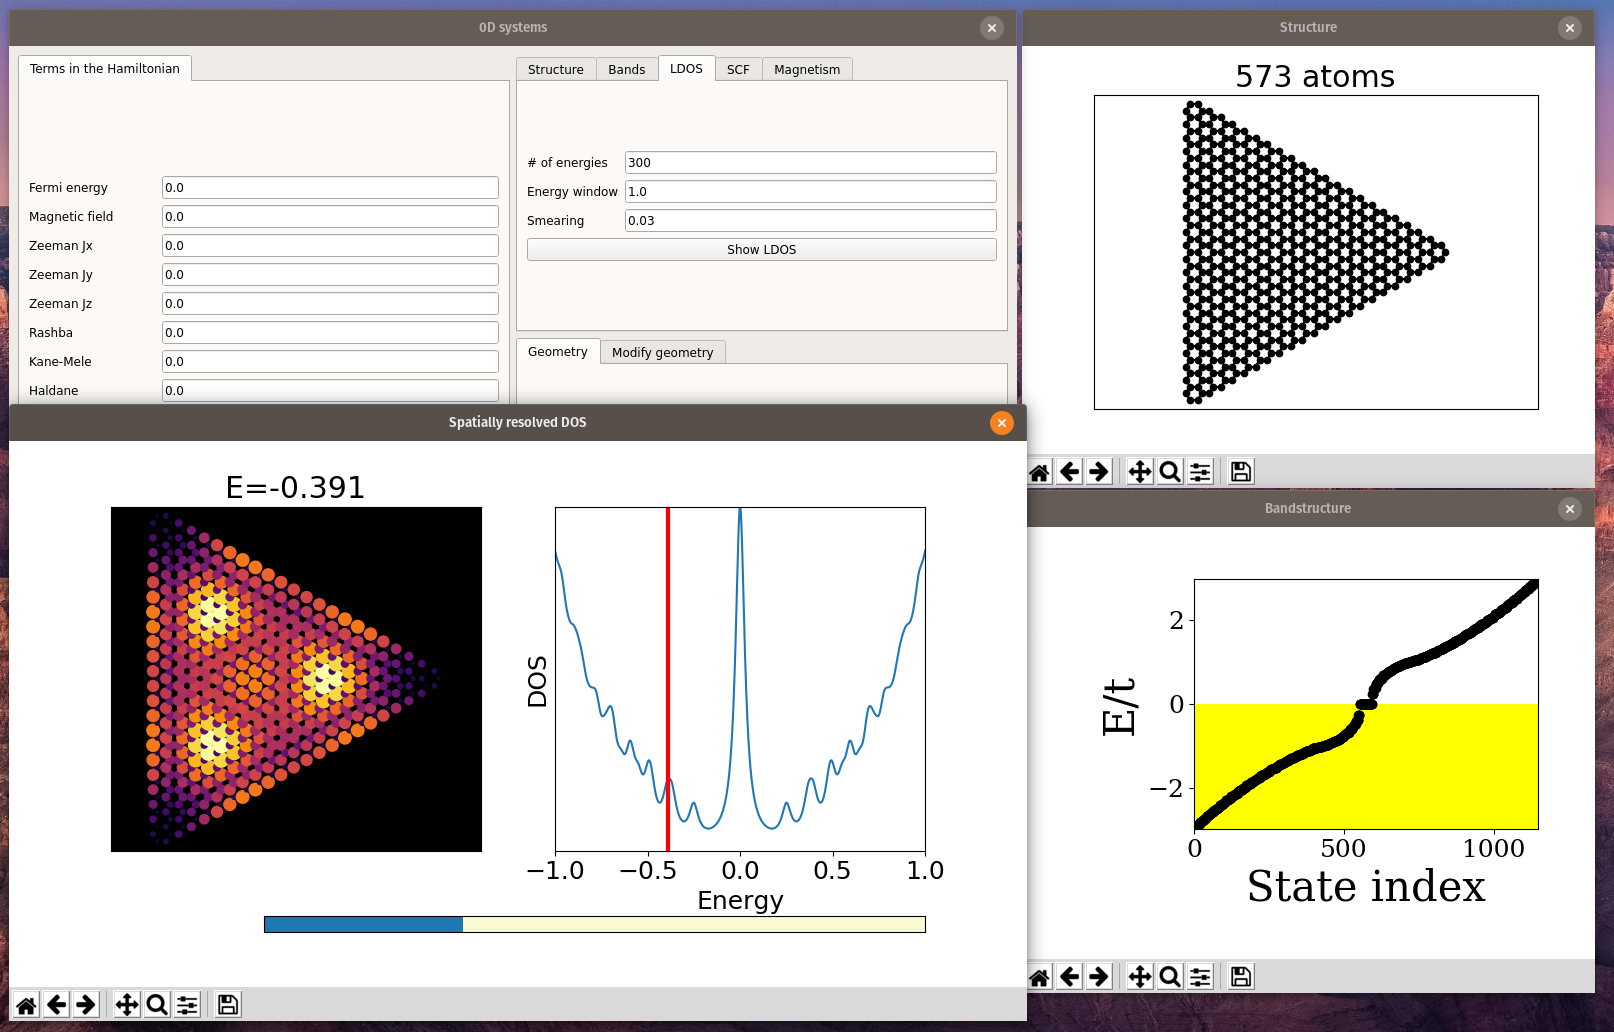 0D systems
Terms in the Hamiltonian
Fermi energy 0.0
Magnetic field 0.0
Zeeman Jx 0.0
Zeeman Jy 0.0
Zeeman Jz 0.0
Rashba 0.0
Kane-Mele 0.0
Haldane 0.0
Structure Bands LDOS SCF Magnetism
# of energies 300
Energy window 1.0
Smearing 0.03
Show LDOS
Geometry Modify geometry
Structure
573 atoms
Spatially resolved DOS
E=-0.391
DOS
−1.0 −0.5 0.0 0.5 1.0
Energy
Bandstructure
E/t
2
0
−2
0 500 1000
State index